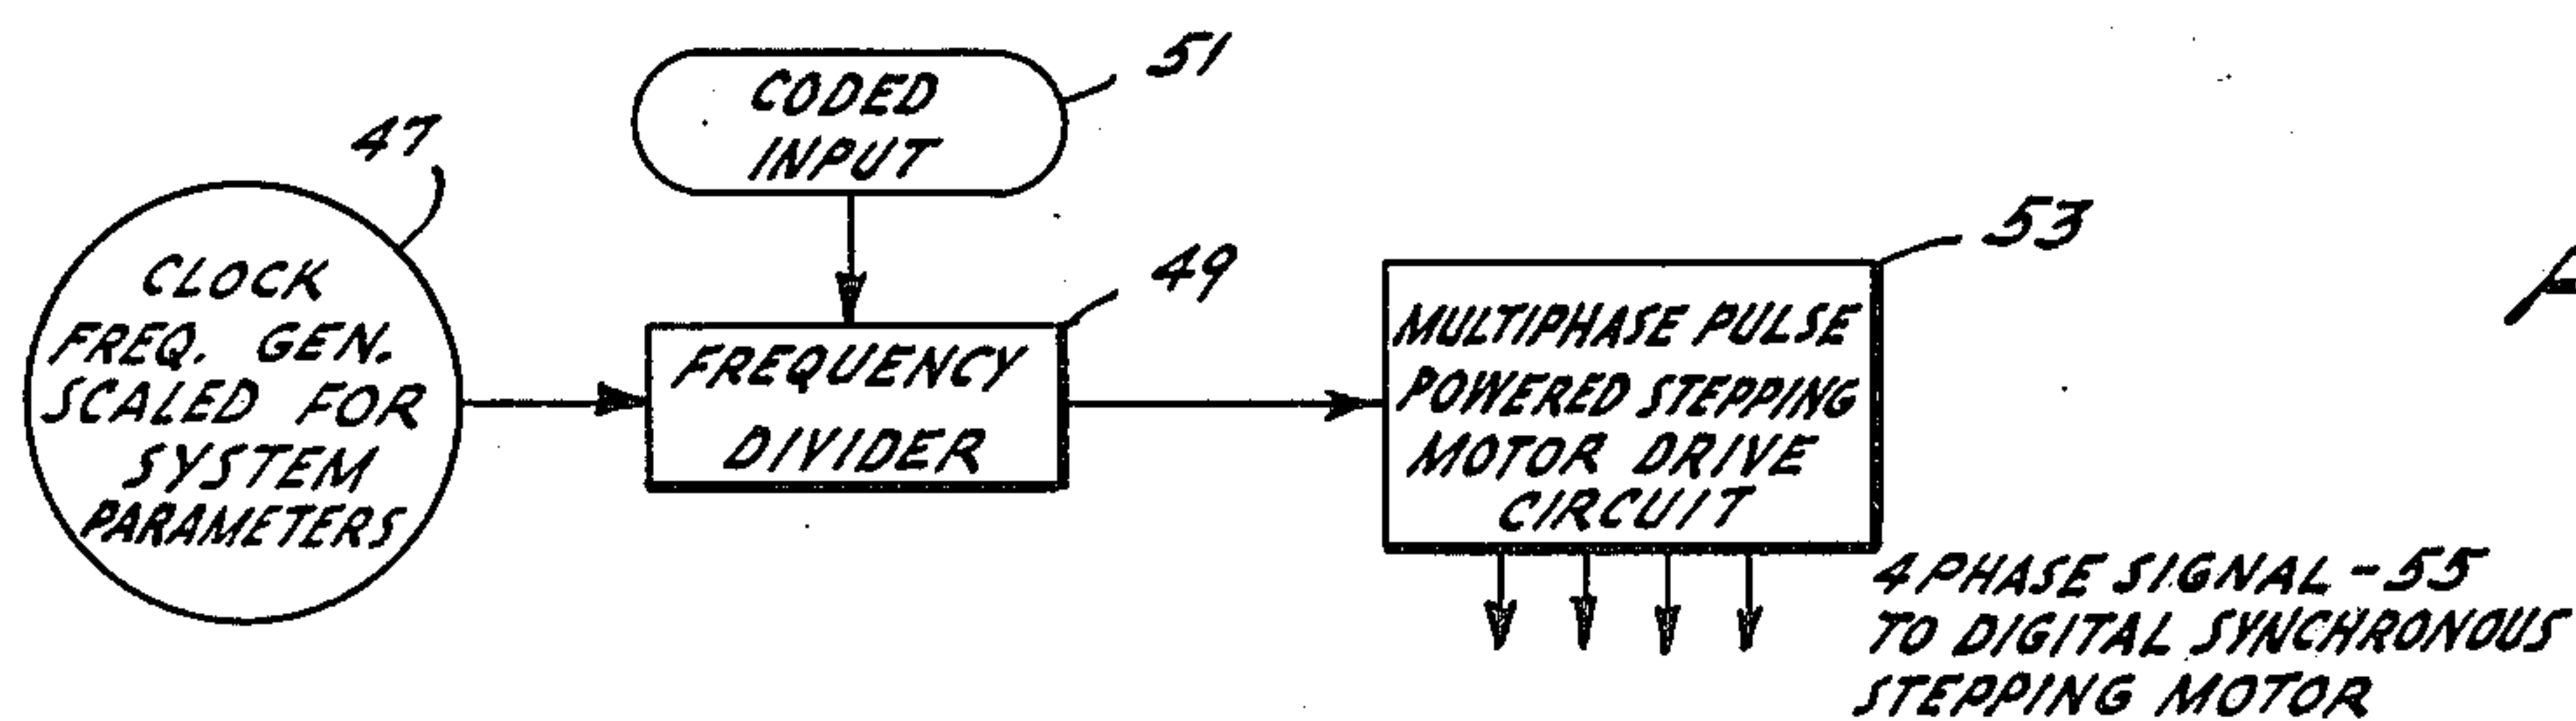 51
CODED
INPUT
47
CLOCK
FREQ. GEN.
SCALED FOR
SYSTEM
PARAMETERS
49
FREQUENCY
DIVIDER
53
MULTIPHASE PULSE
POWERED STEPPING
MOTOR DRIVE
CIRCUIT
4 PHASE SIGNAL - 55
TO DIGITAL SYNCHRONOUS
STEPPING MOTOR